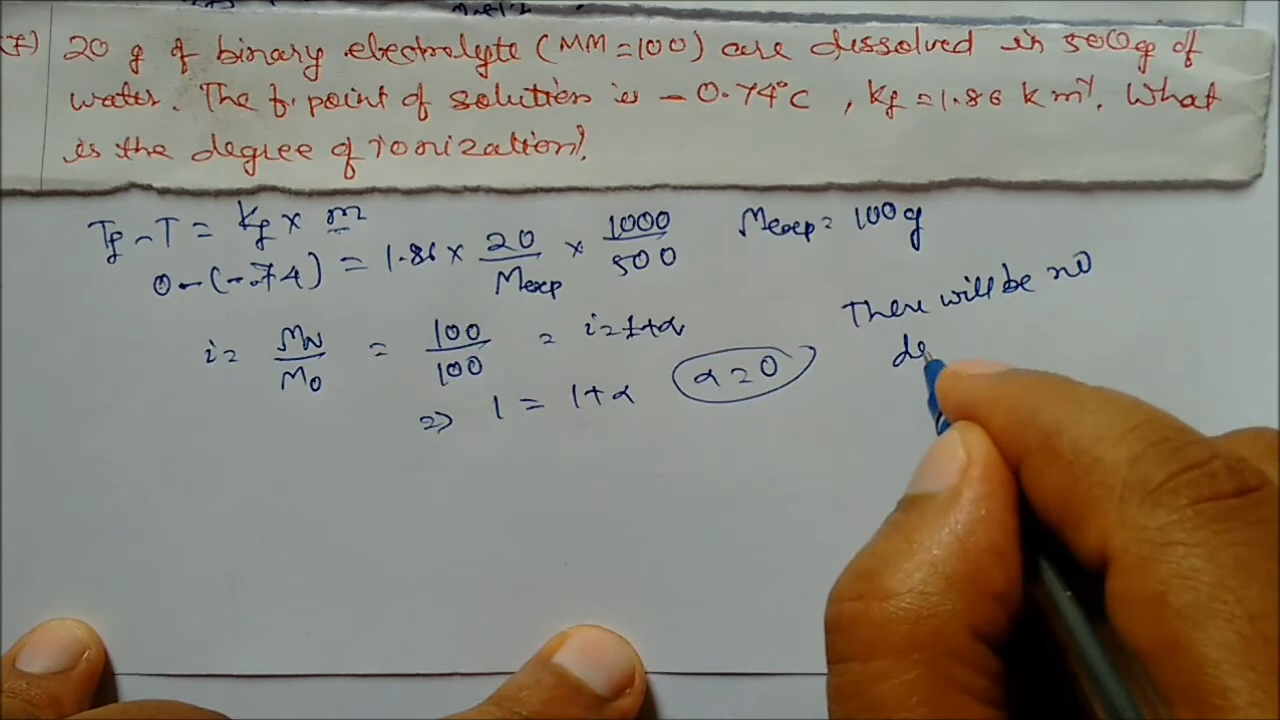 7) 20 g of binary electrolyte (MM=100) are dissolved in 500g of
water. The f. point of solution is -0.74°C, Kf = 1.86 K m⁻¹. What
is the degree of ionization?
Tf - T = Kf × m
0-(-.74) = 1.86 × 20/Mexp × 1000/500
Mexp = 100g
i = MN/MO = 100/100 = i=1+α
⇒ 1 = 1+α
α=0
There will be no
de